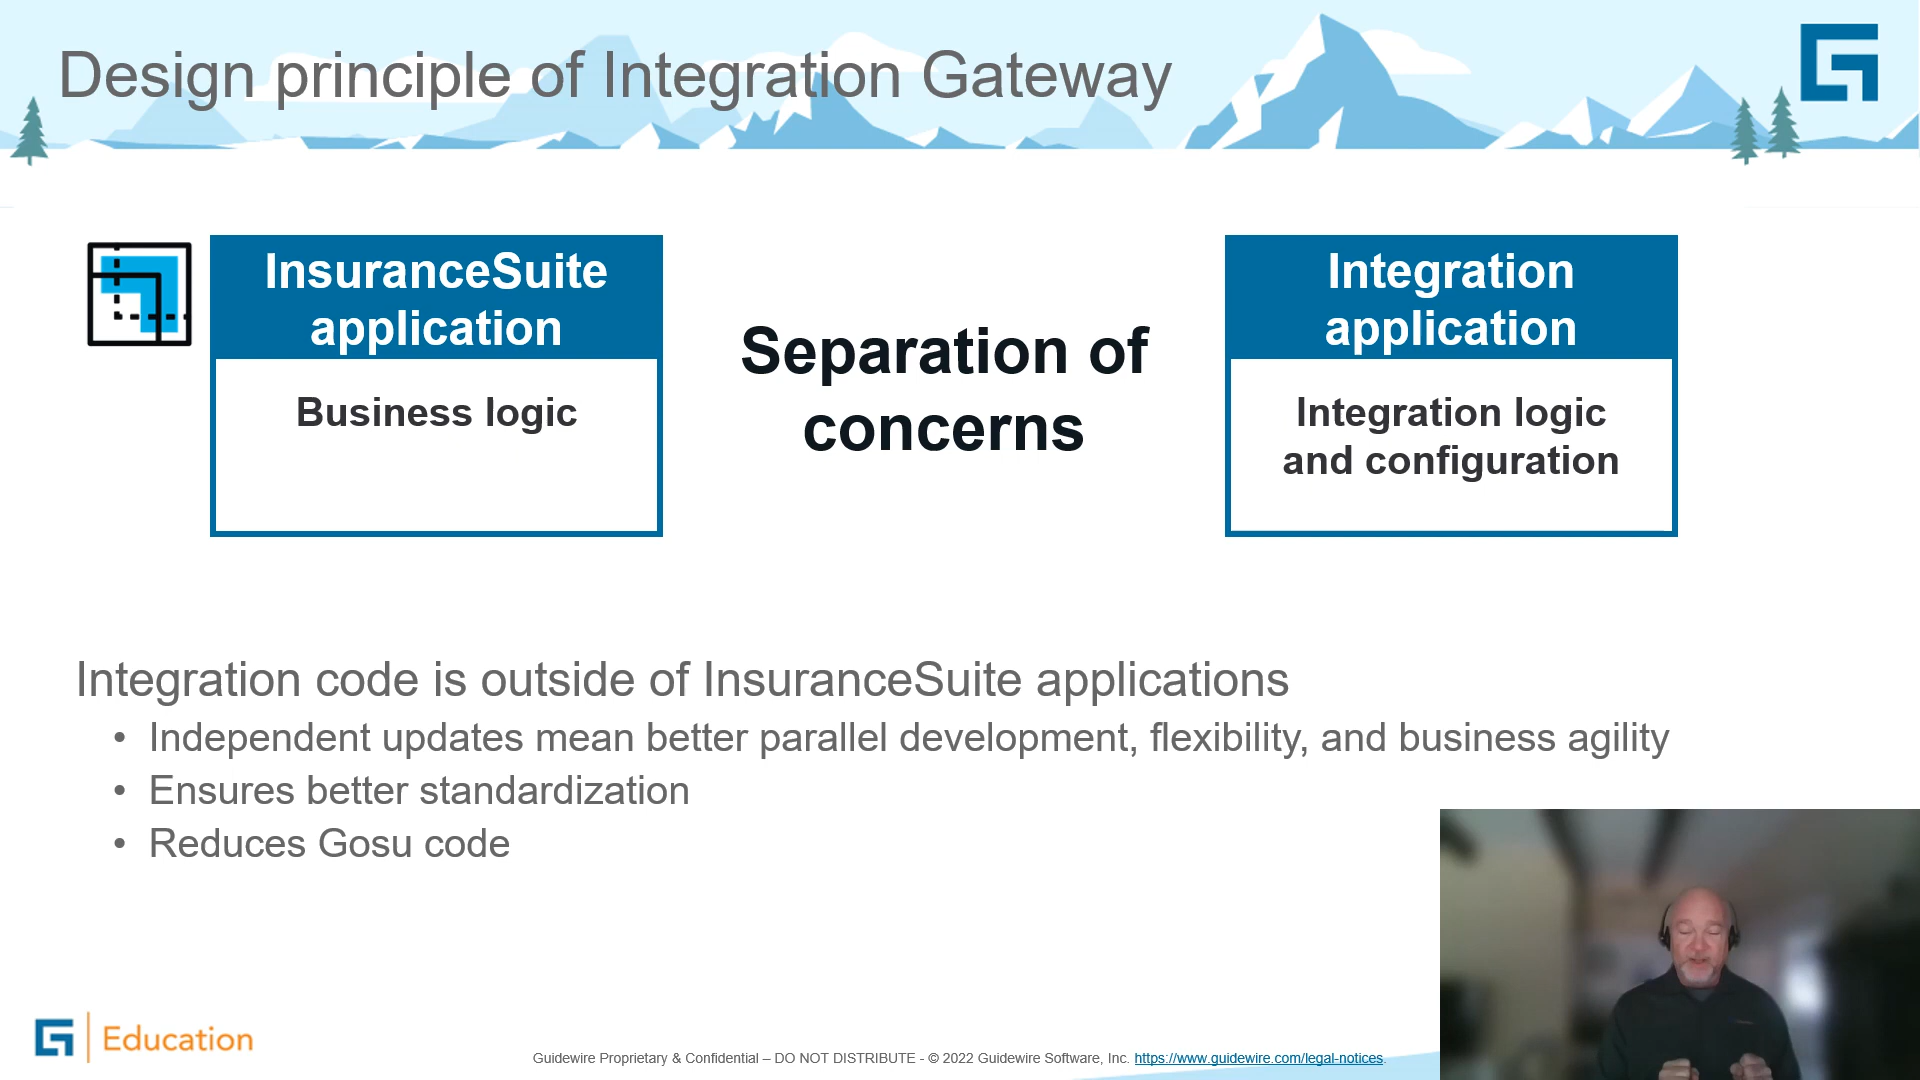 Design principle of Integration Gateway
InsuranceSuite
application
Business logic
Separation of
concerns
Integration
application
Integration logic
and configuration
Integration code is outside of InsuranceSuite applications
• Independent updates mean better parallel development, flexibility, and business agility
• Ensures better standardization
• Reduces Gosu code
Education
Guidewire Proprietary & Confidential – DO NOT DISTRIBUTE - © 2022 Guidewire Software, Inc. https://www.guidewire.com/legal-notices.